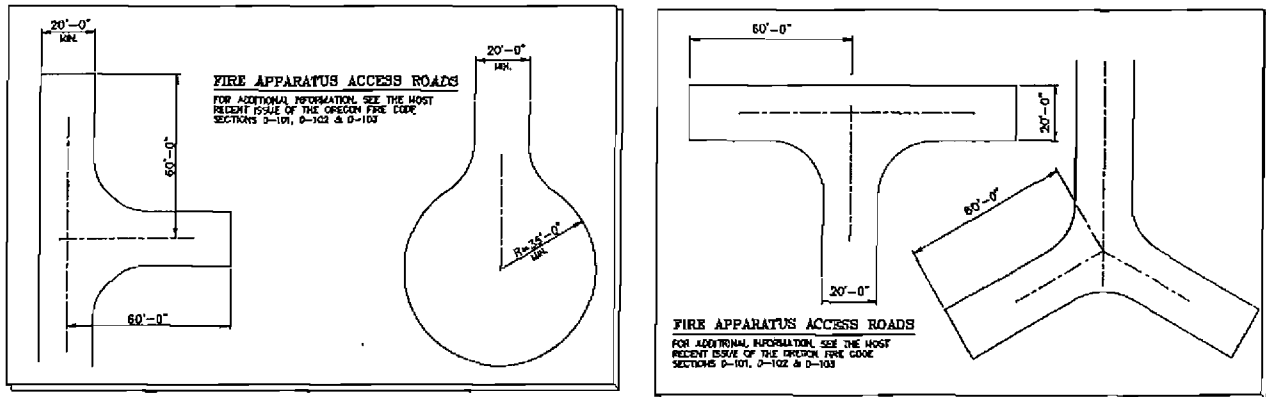 20'-0"
MIN.
60'-0"
FIRE APPARATUS ACCESS ROADS
FOR ADDITIONAL INFORMATION, SEE THE MOST
RECENT ISSUE OF THE OREGON FIRE CODE
SECTIONS D-101, D-102 & D-103
60'-0"
20'-0"
MIN.
R=35'-0"
MIN.
60'-0"
20'-0"
20'-0"
60'-0"
FIRE APPARATUS ACCESS ROADS
FOR ADDITIONAL INFORMATION, SEE THE MOST
RECENT ISSUE OF THE OREGON FIRE CODE
SECTIONS D-101, D-102 & D-103